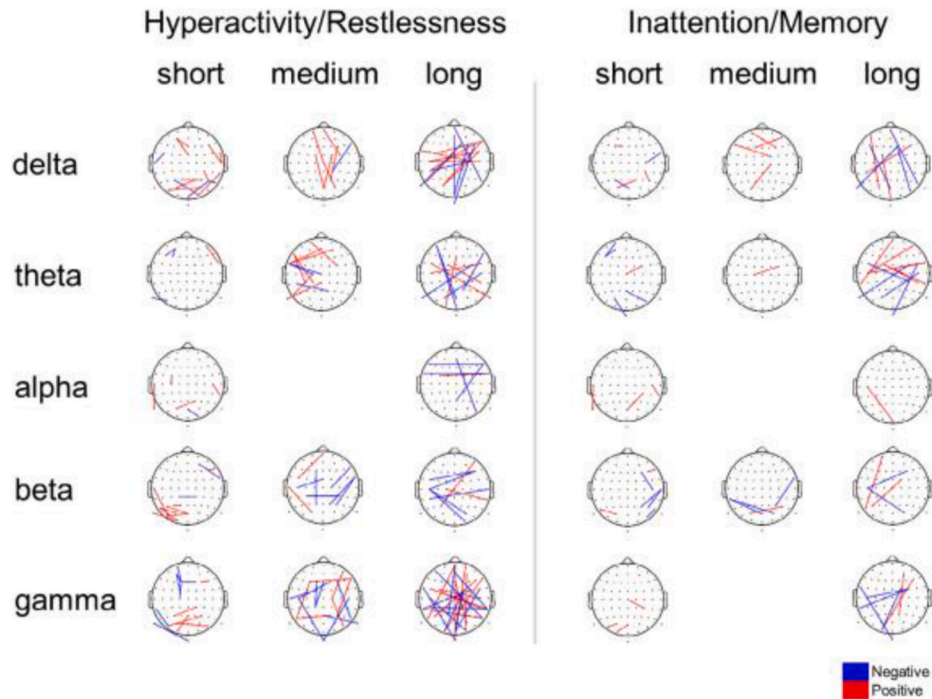 Hyperactivity/Restlessness Inattention/Memory
short medium long short medium long
delta
theta
alpha
beta
gamma
Negative
Positive